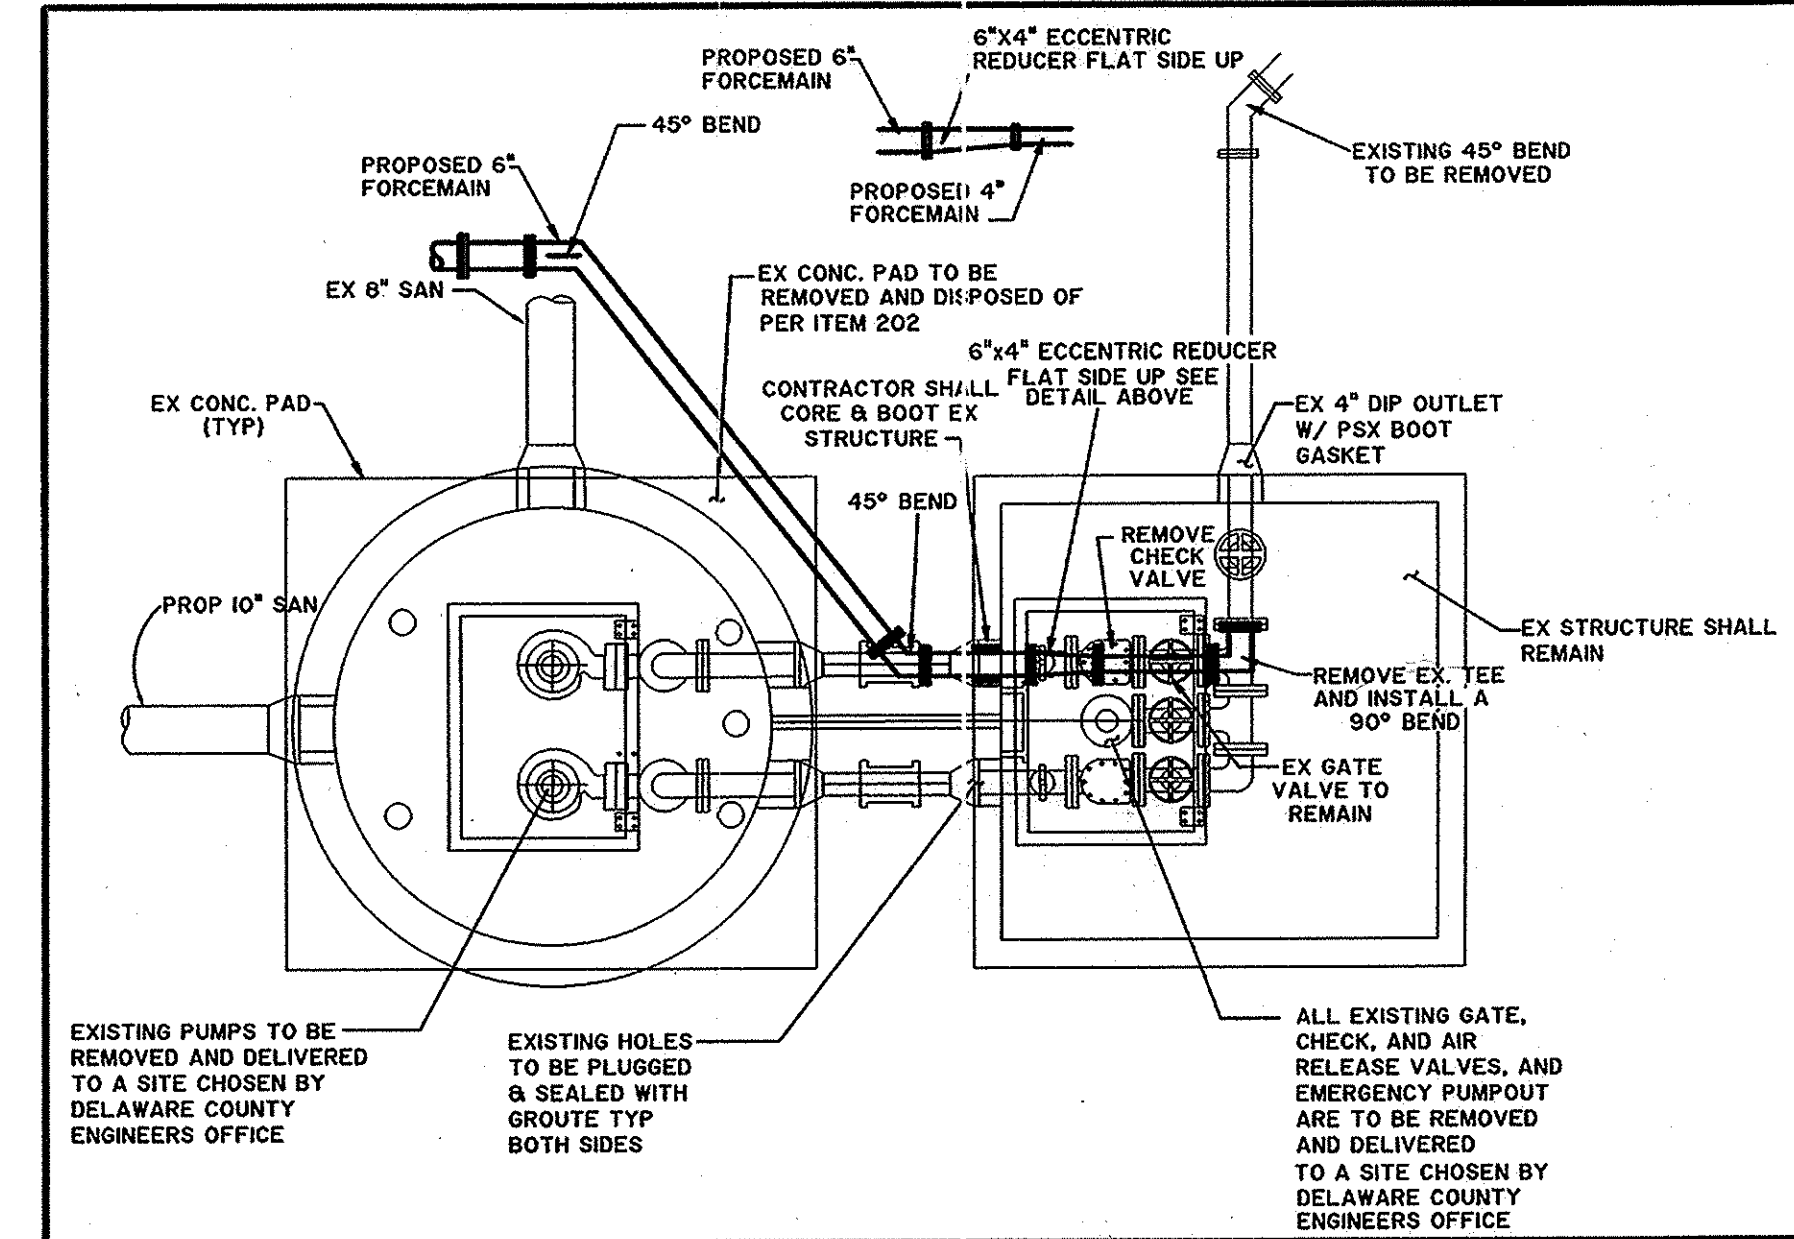 PROPOSED 6"
FORCEMAIN
6"X4" ECCENTRIC
REDUCER FLAT SIDE UP
45° BEND
PROPOSED 6"
FORCEMAIN
PROPOSED 4"
FORCEMAIN
EXISTING 45° BEND
TO BE REMOVED
EX 8" SAN
EX CONC. PAD TO BE
REMOVED AND DISPOSED OF
PER ITEM 202
6"x4" ECCENTRIC REDUCER
FLAT SIDE UP SEE
DETAIL ABOVE
CONTRACTOR SHALL
CORE & BOOT EX
STRUCTURE
EX CONC. PAD
(TYP)
EX 4" DIP OUTLET
W/ PSX BOOT
GASKET
45° BEND
REMOVE
CHECK
VALVE
PROP 10" SAN
EX STRUCTURE SHALL
REMAIN
REMOVE EX. TEE
AND INSTALL A
90° BEND
EX GATE
VALVE TO
REMAIN
EXISTING PUMPS TO BE
REMOVED AND DELIVERED
TO A SITE CHOSEN BY
DELAWARE COUNTY
ENGINEERS OFFICE
EXISTING HOLES
TO BE PLUGGED
& SEALED WITH
GROUTE TYP
BOTH SIDES
ALL EXISTING GATE,
CHECK, AND AIR
RELEASE VALVES, AND
EMERGENCY PUMPOUT
ARE TO BE REMOVED
AND DELIVERED
TO A SITE CHOSEN BY
DELAWARE COUNTY
ENGINEERS OFFICE